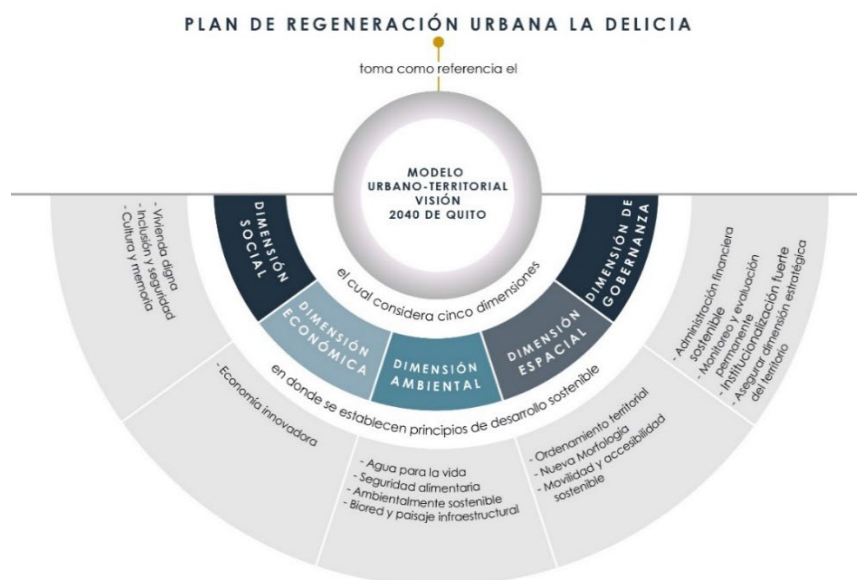 PLAN DE REGENERACIÓN URBANA LA DELICIA
toma como referencia el
MODELO
URBANO-TERRITORIAL
VISIÓN
2040 DE QUITO
el cual considera cinco dimensiones
DIMENSIÓN
SOCIAL
DIMENSIÓN
ECONÓMICA
DIMENSIÓN
AMBIENTAL
DIMENSIÓN
ESPACIAL
DIMENSIÓN DE
GOBERNANZA
en donde se establecen principios de desarrollo sostenible
- Vivienda digna
- Inclusión y seguridad
- Cultura y memoria
- Economía innovadora
- Agua para la vida
- Seguridad alimentaria
- Ambientalmente sostenible
- Biored y paisaje infraestructural
- Ordenamiento territorial
- Nueva Morfología
- Movilidad y accesibilidad
sostenible
- Administración financiera
sostenible
- Monitoreo y evaluación
permanente
- Institucionalización fuerte
- Asegurar dimensión estratégica
del territorio